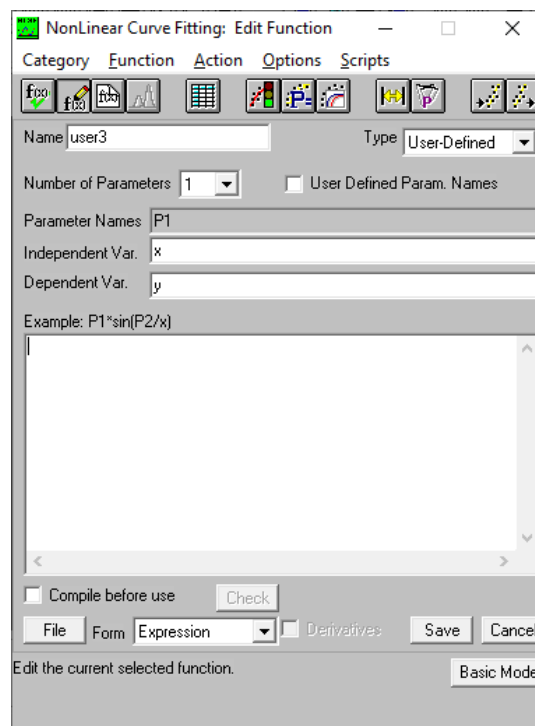 NonLinear Curve Fitting: Edit Function
Category Function Action Options Scripts
Name user3 Type User-Defined
Number of Parameters 1 User Defined Param. Names
Parameter Names P1
Independent Var. x
Dependent Var. y
Example: P1*sin(P2/x)
Compile before use Check
File Form Expression Derivatives Save Cancel
Edit the current selected function. Basic Mode